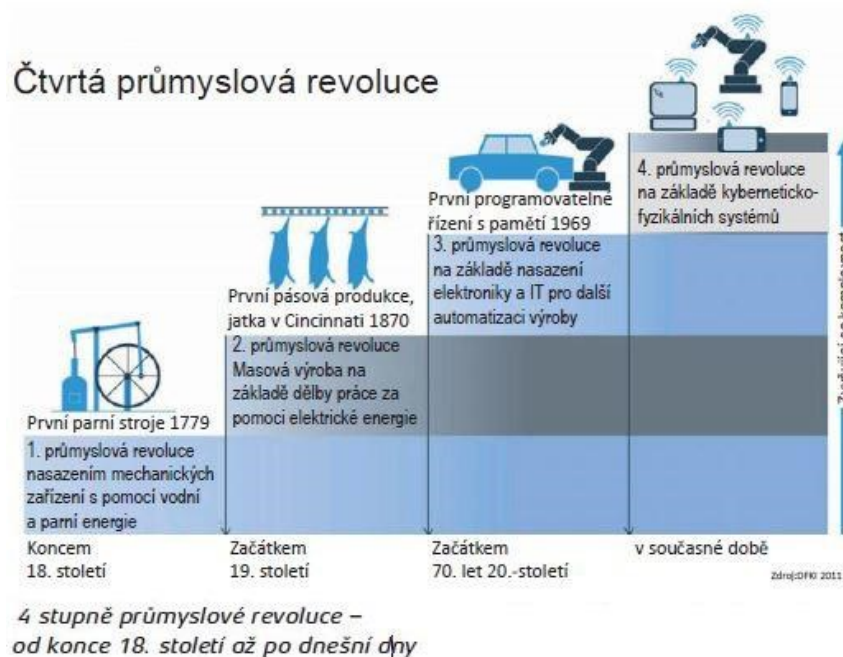 Čtvrtá průmyslová revoluce
4. průmyslová revoluce
na základě kyberneticko-
fyzikálních systémů
První programovatelné
řízení s pamětí 1969
3. průmyslová revoluce
na základě nasazení
elektroniky a IT pro další
automatizaci výroby
První pásová produkce,
jatka v Cincinnati 1870
2. průmyslová revoluce
Masová výroba na
základě dělby práce za
pomoci elektrické energie
První parní stroje 1779
1. průmyslová revoluce
nasazením mechanických
zařízení s pomocí vodní
a parní energie
Koncem
18. století
Začátkem
19. století
Začátkem
70. let 20.-století
v současné době
Zdroj:DFKI 2011
4 stupně průmyslové revoluce –
od konce 18. století až po dnešní dny